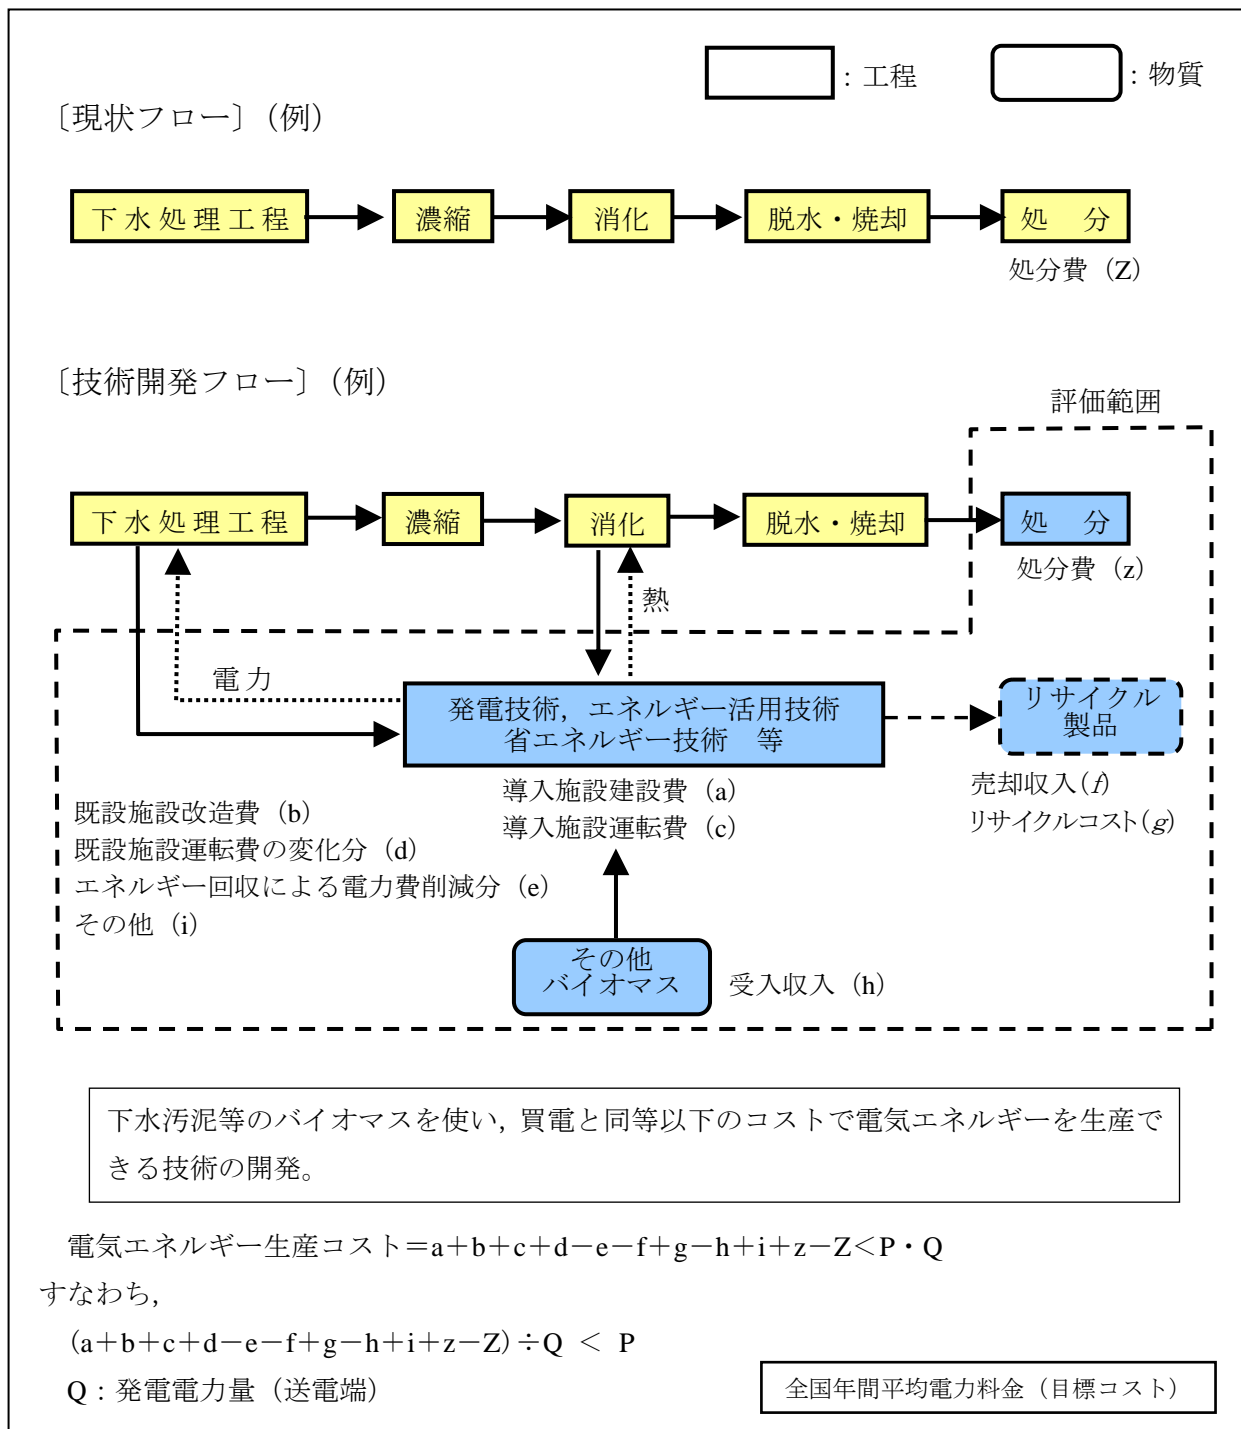 ：工程
：物質
〔現状フロー〕（例）
下水処理工程
濃縮
消化
脱水・焼却
処　分
処分費（Z）
〔技術開発フロー〕（例）
評価範囲
下水処理工程
濃縮
消化
脱水・焼却
処　分
処分費（z）
熱
電力
発電技術，エネルギー活用技術
省エネルギー技術　等
リサイクル
製品
導入施設建設費（a）
導入施設運転費（c）
売却収入(f)
リサイクルコスト(g)
既設施設改造費（b）
既設施設運転費の変化分（d）
エネルギー回収による電力費削減分（e）
その他（i）
その他
バイオマス
受入収入（h）
下水汚泥等のバイオマスを使い，買電と同等以下のコストで電気エネルギーを生産で
きる技術の開発。
電気エネルギー生産コスト＝a＋b＋c＋d－e－f＋g－h＋i＋z－Z＜P・Q
すなわち，
(a＋b＋c＋d－e－f＋g－h＋i＋z－Z)÷Q ＜ P
Q：発電電力量（送電端）
全国年間平均電力料金（目標コスト）